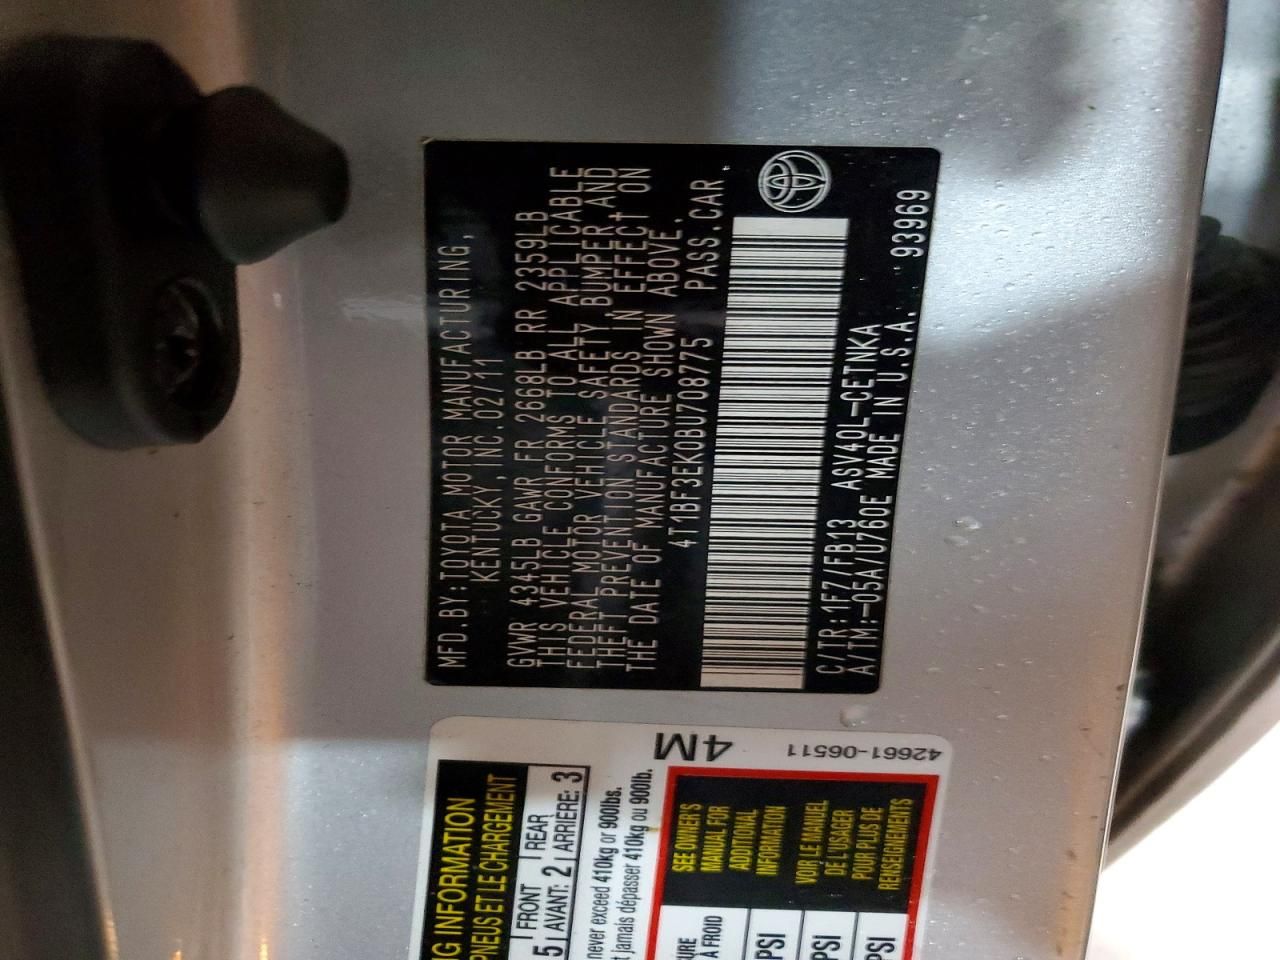 MFD.BY:TOYOTA MOTOR MANUFACTURING,
KENTUCKY,INC.02/11
GVWR 4345LB GAWR FR 2668LB RR 2359LB
THIS VEHICLE CONFORMS TO ALL APPLICABLE
FEDERAL MOTOR VEHICLE SAFETY, BUMPER, AND
THEFT PREVENTION STANDARDS IN EFFECT ON
THE DATE OF MANUFACTURE SHOWN ABOVE.
4T1BF3EK0BU708775 PASS.CAR
C/TR:1F7/FB13 ASV40L-CETNKA
A/TM:-05A/U760E MADE IN U.S.A. 93969
4M
42661-06511
NG INFORMATION
PNEUS ET LE CHARGEMENT
5 FRONT AVANT: 2 REAR ARRIÈRE: 3
never exceed 410kg or 900lbs.
jamais dépasser 410kg ou 900lb.
SEE OWNER'S
MANUAL FOR
ADDITIONAL
INFORMATION
VOIR LE MANUEL
DE L'USAGER
POUR PLUS DE
RENSEIGNEMENTS
URE
À FROID
PSI
PSI
PSI